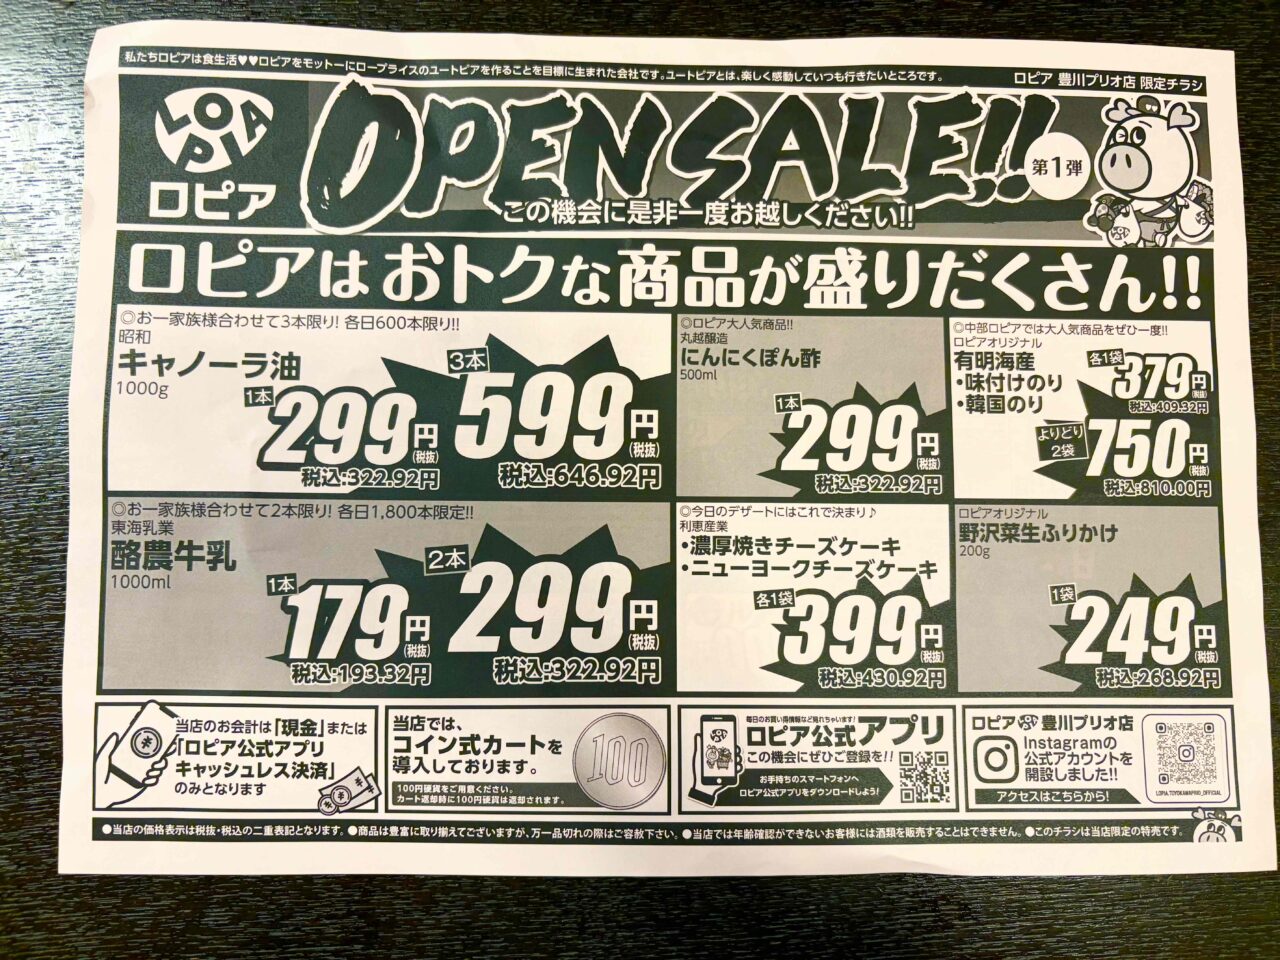 私たちロピアは食生活♥♥ロピアをモットーにロープライスのユートピアを作ることを目標に生まれた会社です。ユートピアとは、楽しく感動していつも行きたいところです。
ロピア 豊川プリオ店 限定チラシ
LOPIA
ロピア
OPEN SALE!!
第1弾
この機会に是非一度お越しください!!
ロピアはおトクな商品が盛りだくさん!!
◎お一家族様合わせて3本限り! 各日600本限り!!
昭和
キャノーラ油
1000g
1本 299円(税抜)
税込:322.92円
3本 599円(税抜)
税込:646.92円
◎ロピア大人気商品!!
丸越醸造
にんにくぽん酢
500ml
1本 299円(税抜)
税込:322.92円
◎中部ロピアでは大人気商品をぜひ一度!!
ロピアオリジナル
有明海産
・味付けのり
・韓国のり
各1袋 379円(税抜)
税込:409.32円
よりどり2袋 750円(税抜)
税込:810.00円
◎お一家族様合わせて2本限り! 各日1,800本限定!!
東海乳業
酪農牛乳
1000ml
1本 179円(税抜)
税込:193.32円
2本 299円(税抜)
税込:322.92円
◎今日のデザートにはこれで決まり♪
利恵産業
・濃厚焼きチーズケーキ
・ニューヨークチーズケーキ
各1袋 399円(税抜)
税込:430.92円
ロピアオリジナル
野沢菜生ふりかけ
200g
1袋 249円(税抜)
税込:268.92円
当店のお会計は「現金」または
「ロピア公式アプリ
キャッシュレス決済」
のみとなります
当店では、
コイン式カートを
導入しております。
100円硬貨をご用意ください。
カート返却時に100円硬貨は返却されます。
100
毎日のお買い得情報など見れちゃいます!
ロピア公式アプリ
この機会にぜひご登録を!!
お手持ちのスマートフォンへ
ロピア公式アプリをダウンロードしよう!
ロピア 豊川プリオ店
Instagramの
公式アカウントを
開設しました!!
アクセスはこちらから!
LOPIA_TOYOKAWAPRIO_OFFICIAL
●当店の価格表示は税抜・税込の二重表記となります。●商品は豊富に取り揃えてございますが、万一品切れの際はご容赦下さい。●当店では年齢確認ができないお客様には酒類を販売することはできません。●このチラシは当店限定の特売です。